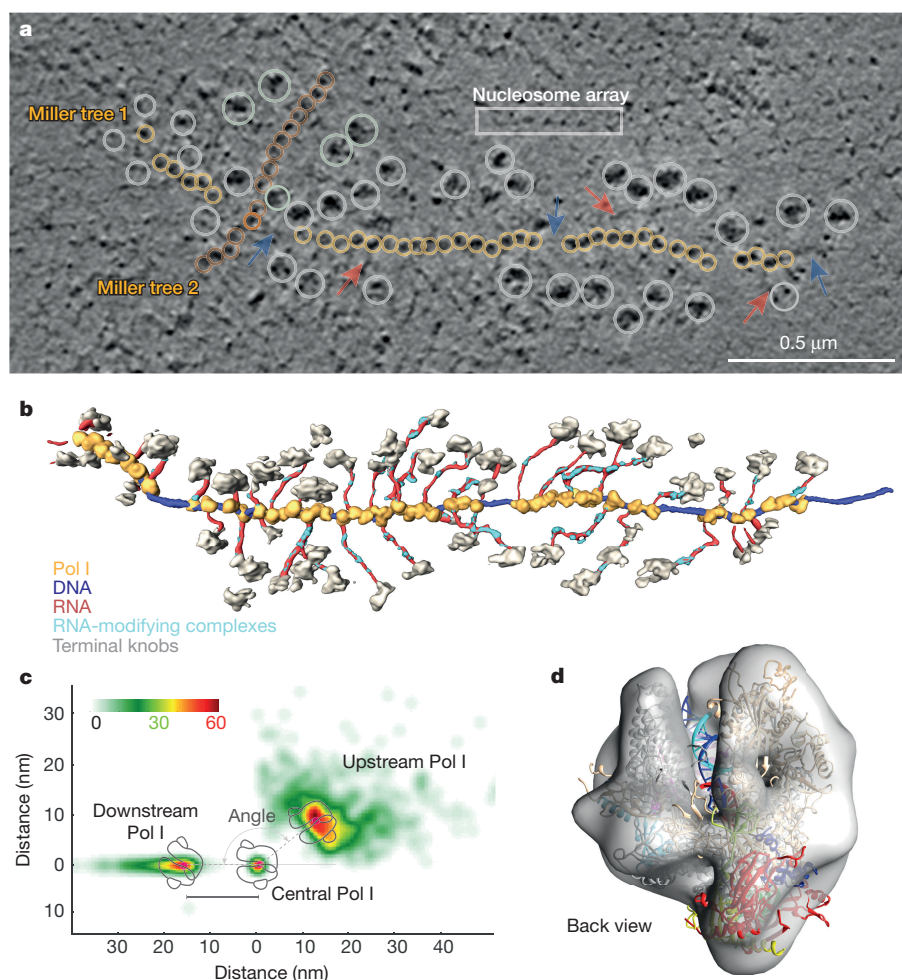 a
Nucleosome array
Miller tree 1
Miller tree 2
0.5 μm
b
Pol I
DNA
RNA
RNA-modifying complexes
Terminal knobs
c
0 30 60
30
Upstream Pol I
20
Downstream
Pol I
Angle
10
0
Central Pol I
10
30 20 10 0 10 20 30 40
Distance (nm)
Distance (nm)
d
Back view